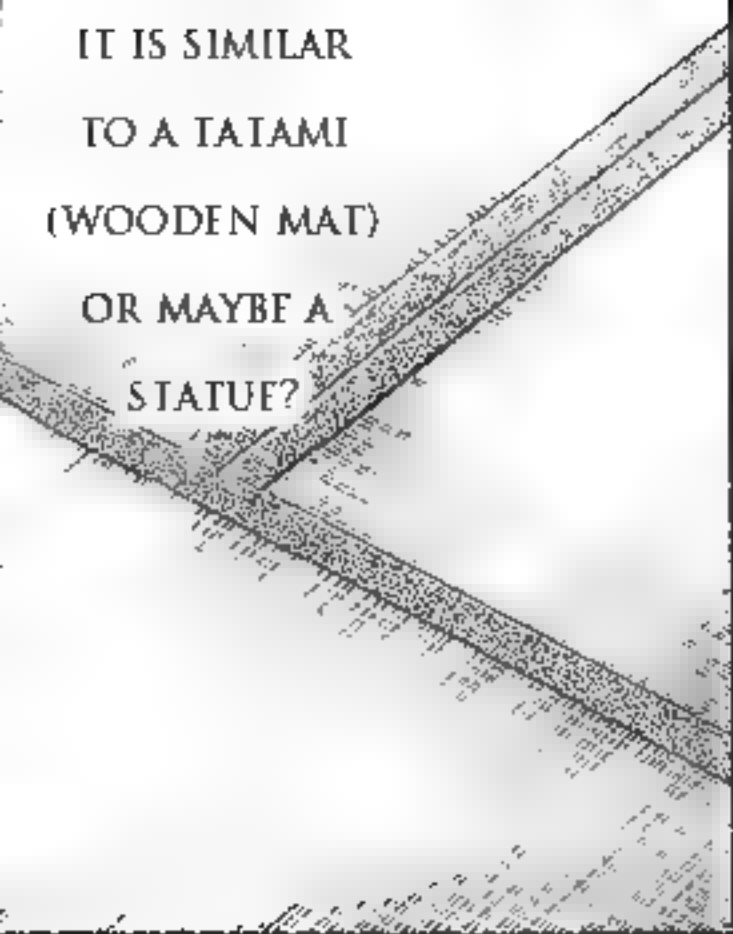 IT IS SIMILAR
TO A TATAMI
(WOODEN MAT)
OR MAYBE A
STATUE?